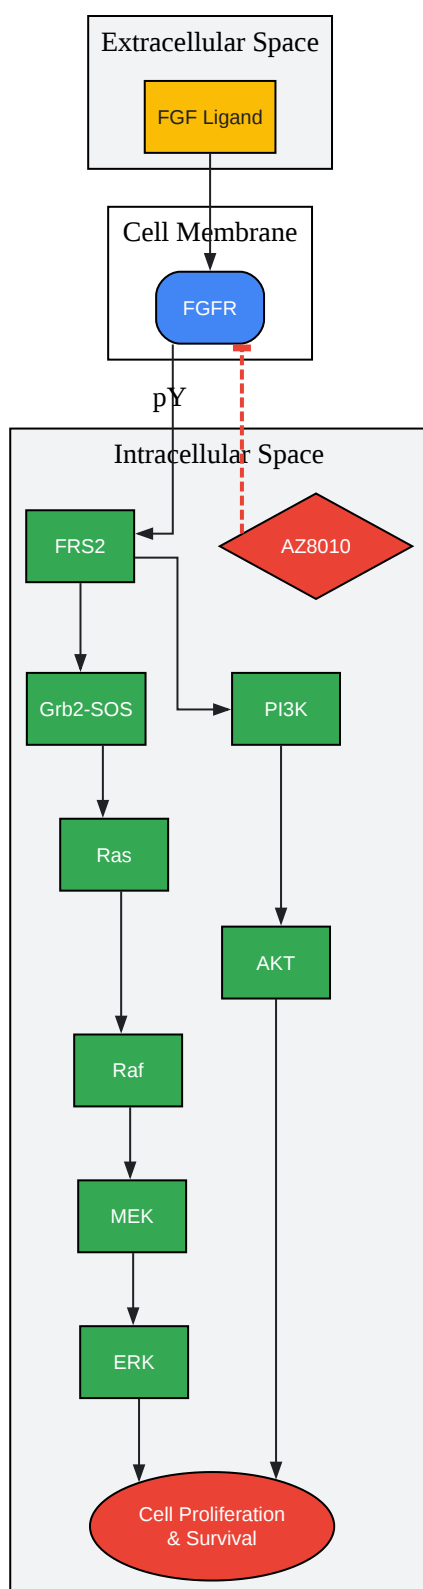 Extracellular Space
FGF Ligand
Cell Membrane
FGFR
pY
Intracellular Space
FRS2
AZ8010
Grb2-SOS
PI3K
Ras
AKT
Raf
MEK
ERK
Cell Proliferation
& Survival